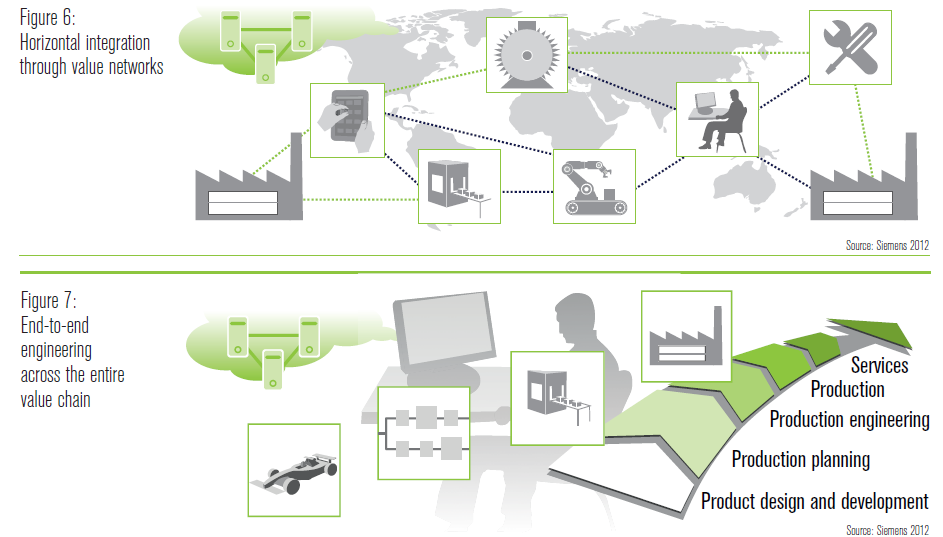 Figure 6:
Horizontal integration
through value networks
Source: Siemens 2012
Figure 7:
End-to-end
engineering
across the entire
value chain
Services
Production
Production engineering
Production planning
Product design and development
Source: Siemens 2012